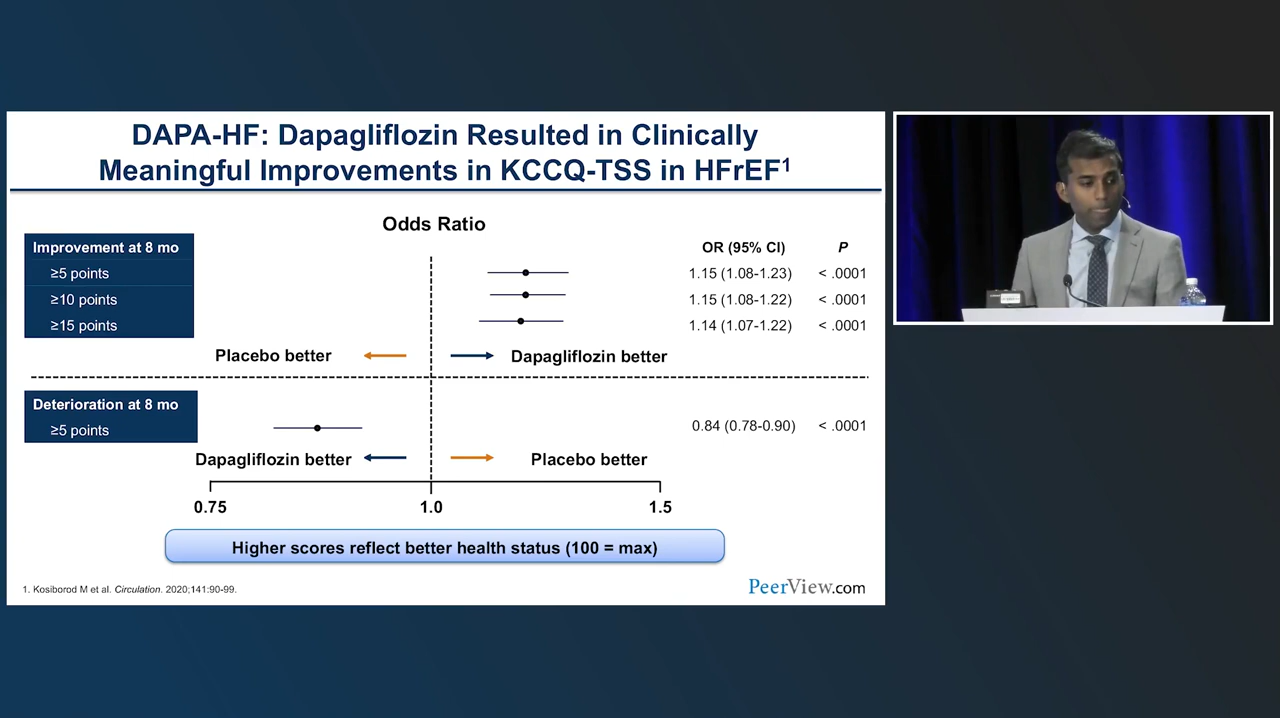 DAPA-HF: Dapagliflozin Resulted in Clinically
Meaningful Improvements in KCCQ-TSS in HFrEF1
Odds Ratio
Improvement at 8 mo OR (95% CI) P
≥5 points 1.15 (1.08-1.23) < .0001
≥10 points 1.15 (1.08-1.22) < .0001
≥15 points 1.14 (1.07-1.22) < .0001
Placebo better Dapagliflozin better
Deterioration at 8 mo
≥5 points 0.84 (0.78-0.90) < .0001
Dapagliflozin better Placebo better
0.75 1.0 1.5
Higher scores reflect better health status (100 = max)
1. Kosiborod M et al. Circulation. 2020;141:90-99.
PeerView.com